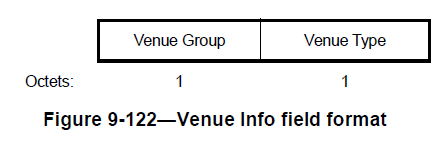 Venue Group Venue Type
Octets: 1 1
Figure 9-122—Venue Info field format